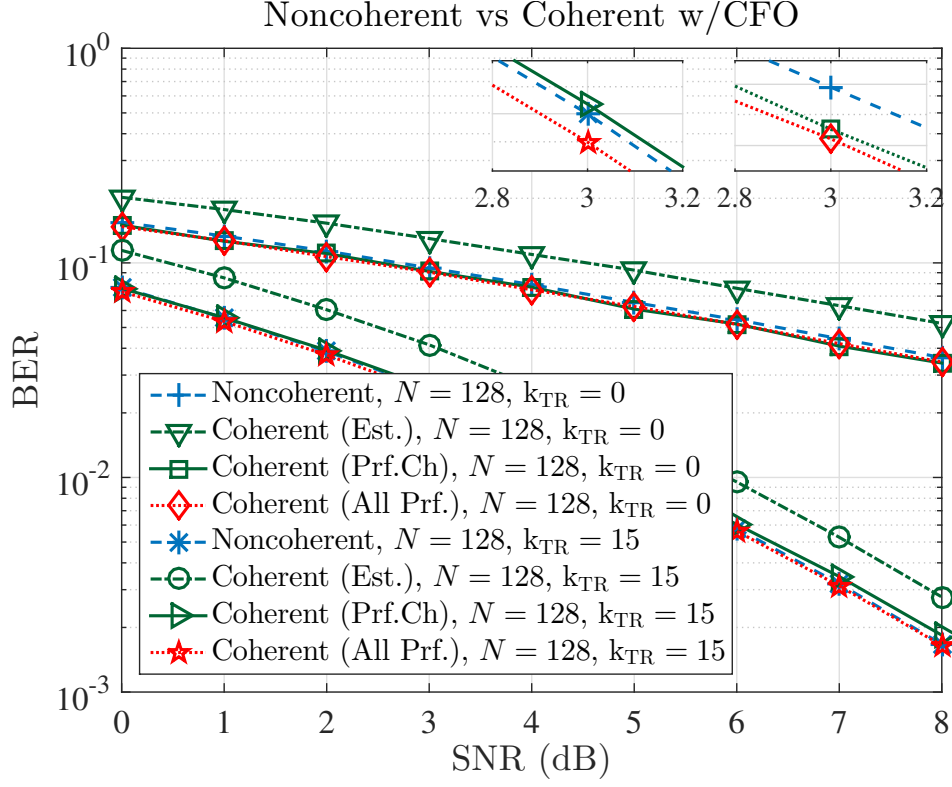 Noncoherent vs Coherent w/CFO
10^0
2.8 3 3.2
2.8 3 3.2
10^-1
BER
Noncoherent, N = 128, k_TR = 0
Coherent (Est.), N = 128, k_TR = 0
Coherent (Prf.Ch), N = 128, k_TR = 0
Coherent (All Prf.), N = 128, k_TR = 0
Noncoherent, N = 128, k_TR = 15
Coherent (Est.), N = 128, k_TR = 15
Coherent (Prf.Ch), N = 128, k_TR = 15
Coherent (All Prf.), N = 128, k_TR = 15
10^-2
10^-3
0 1 2 3 4 5 6 7 8
SNR (dB)